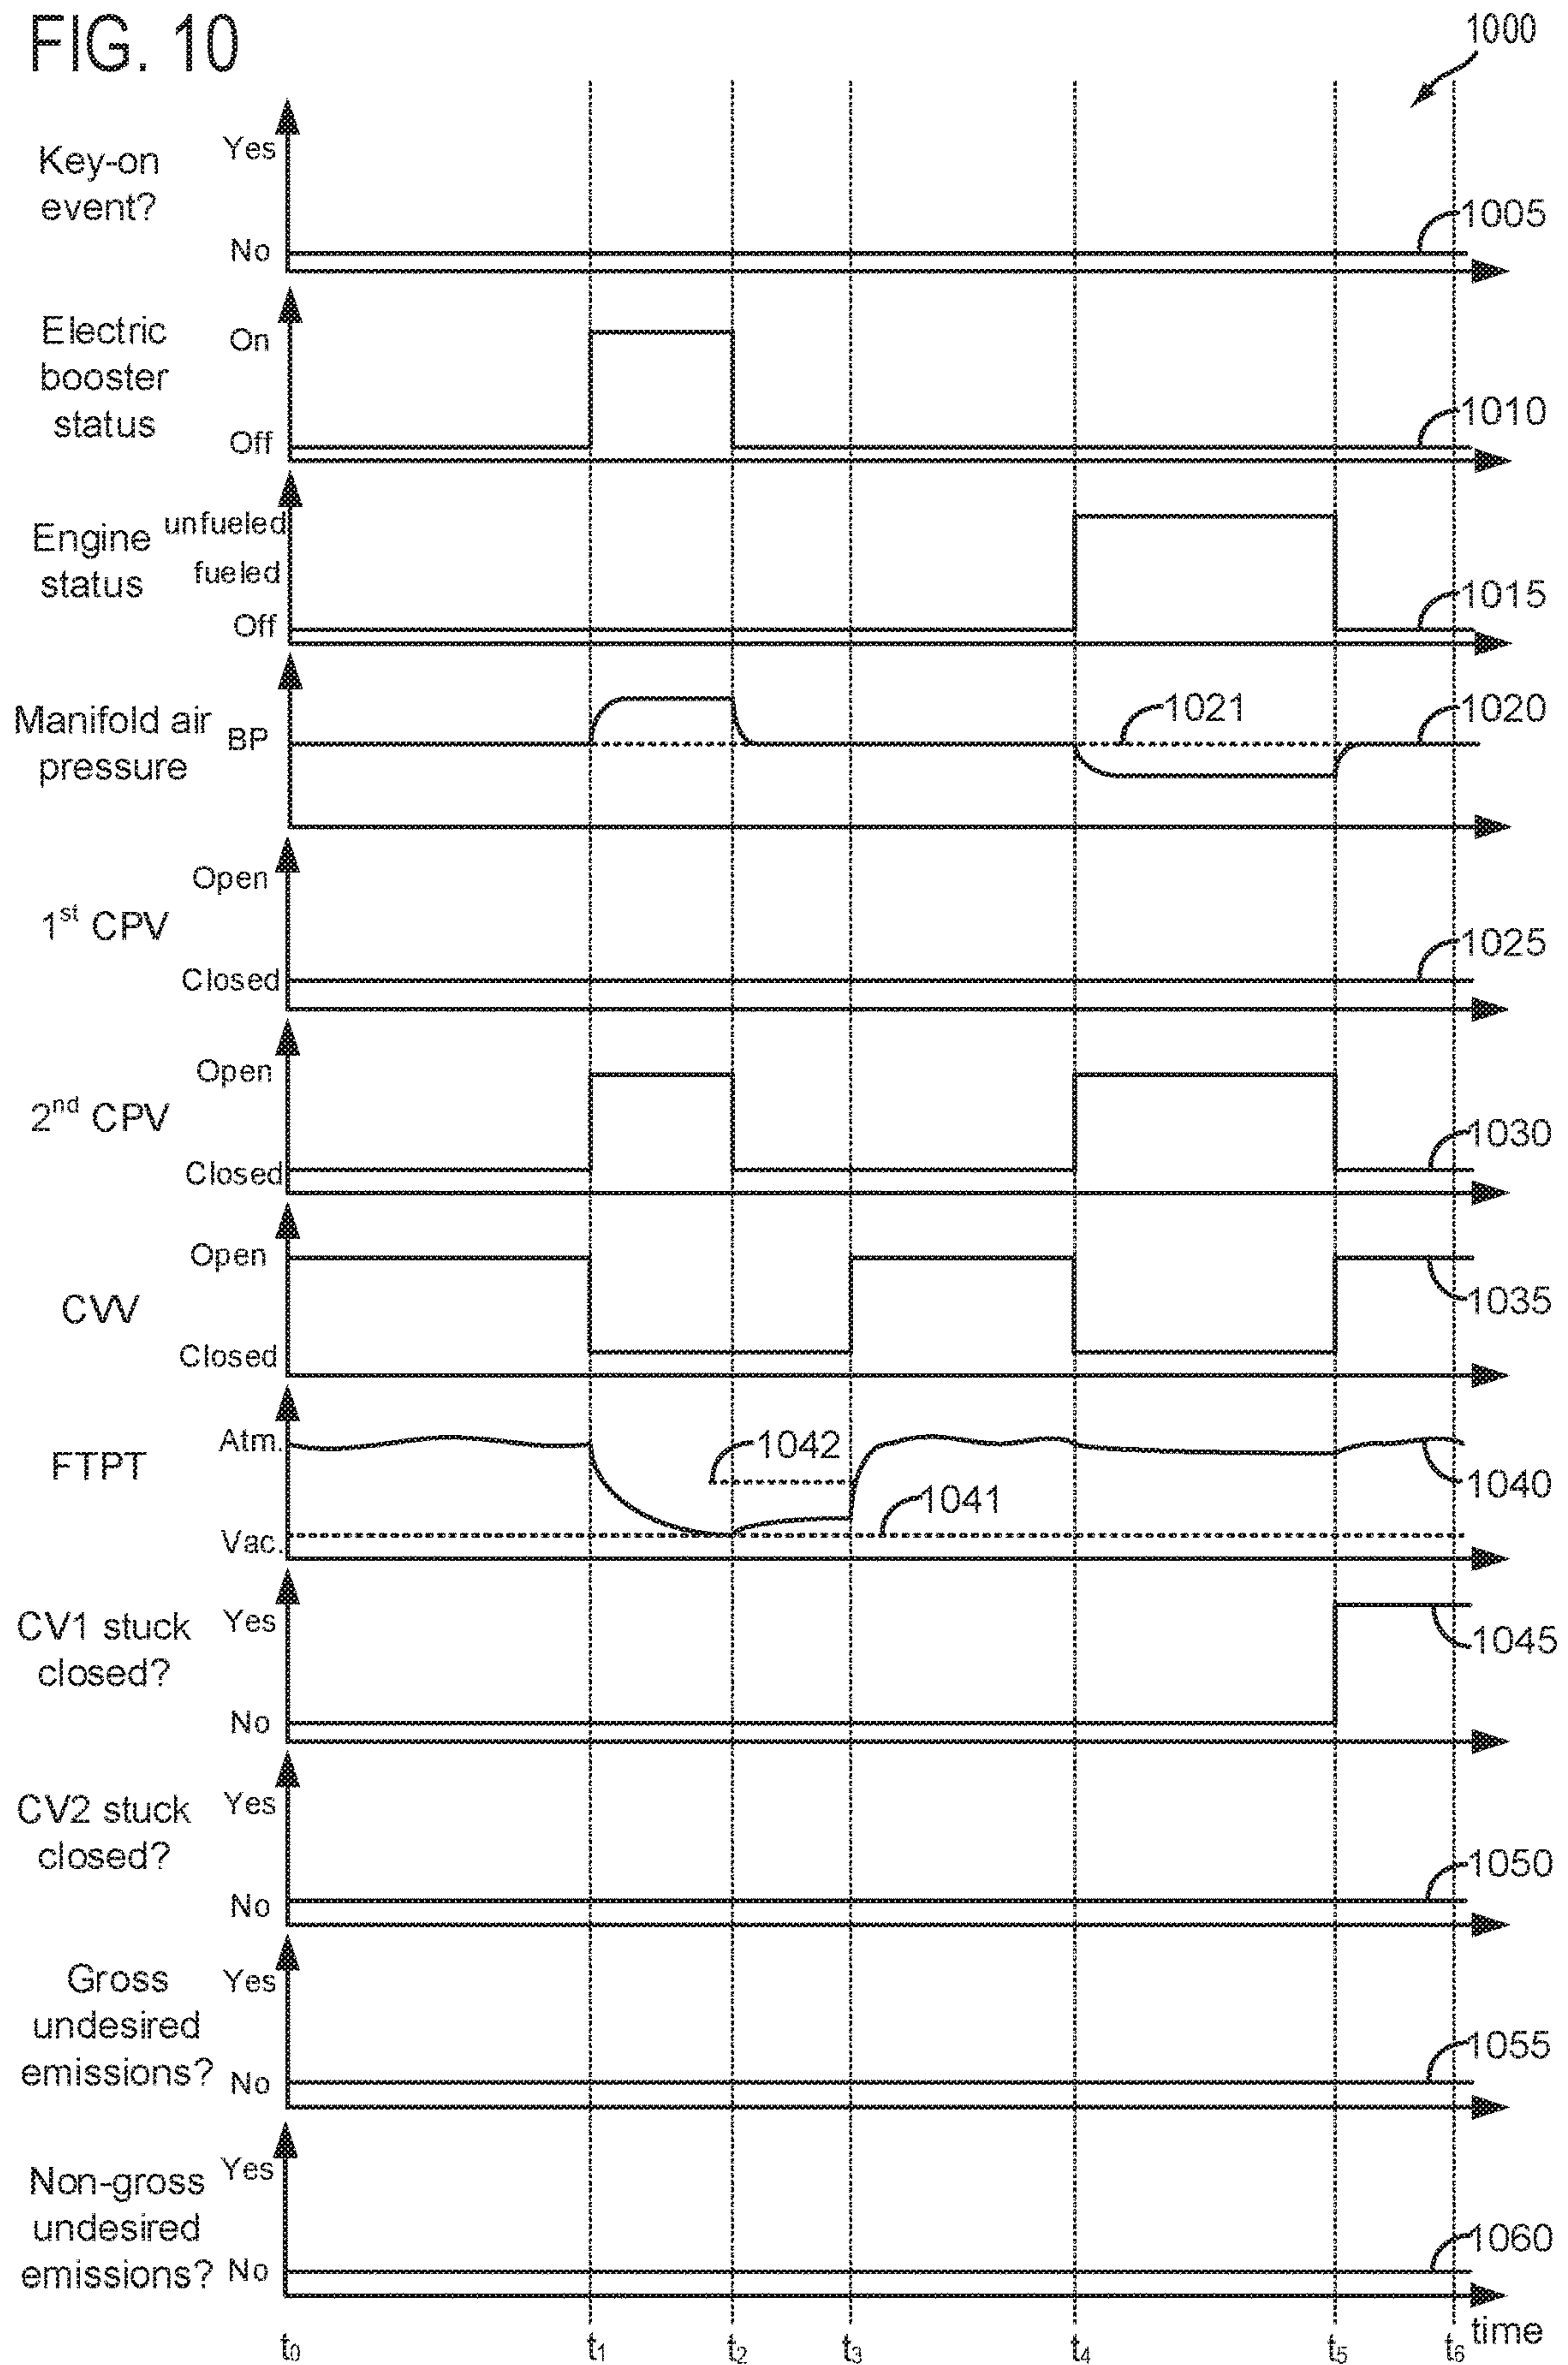 FIG. 10
1000
Key-on
event?
Yes
No
1005
Electric
booster
status
On
Off
1010
Engine
status
unfueled
fueled
Off
1015
Manifold air
pressure
BP
1021
1020
1st CPV
Open
Closed
1025
2nd CPV
Open
Closed
1030
CVV
Open
Closed
1035
FTPT
Atm.
Vac.
1042
1041
1040
CV1 stuck
closed?
Yes
No
1045
CV2 stuck
closed?
Yes
No
1050
Gross
undesired
emissions?
Yes
No
1055
Non-gross
undesired
emissions?
Yes
No
1060
t0 t1 t2 t3 t4 t5 t6 time